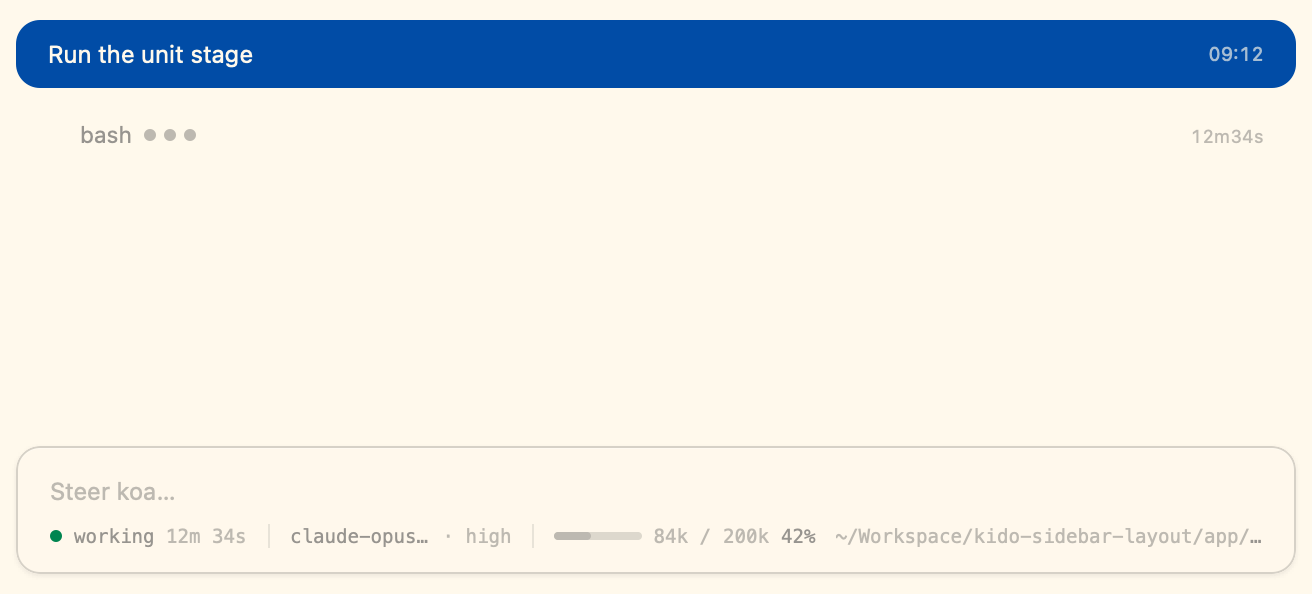 Run the unit stage 09:12
bash 12m34s
Steer koa…
working 12m 34s claude-opus… · high 84k / 200k 42% ~/Workspace/kido-sidebar-layout/app/…